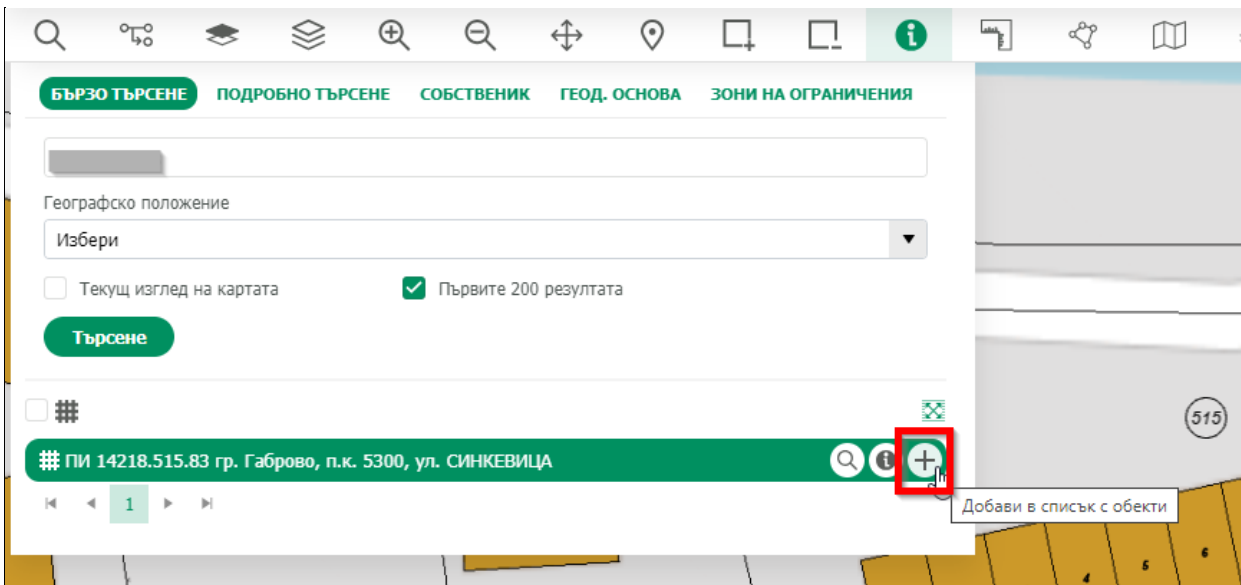 БЪРЗО ТЪРСЕНЕ ПОДРОБНО ТЪРСЕНЕ СОБСТВЕНИК ГЕОД. ОСНОВА ЗОНИ НА ОГРАНИЧЕНИЯ
Географско положение
Избери
Текущ изглед на картата Първите 200 резултата
Търсене
515
ПИ 14218.515.83 гр. Габрово, п.к. 5300, ул. СИНКЕВИЦА
1
Добави в списък с обекти
4 5 6